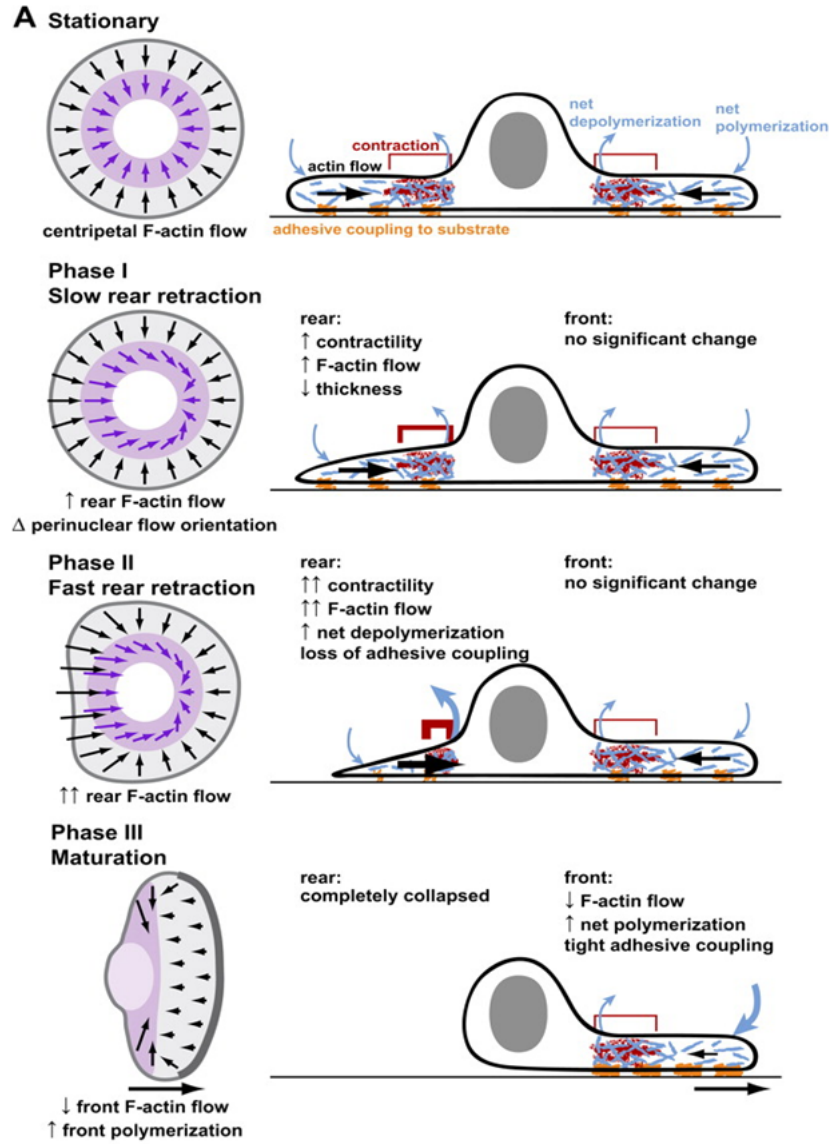 A
Stationary
net
depolymerization
net
polymerization
contraction
actin flow
centripetal F-actin flow
adhesive coupling to substrate
Phase I
Slow rear retraction
rear:
↑ contractility
↑ F-actin flow
↓ thickness
front:
no significant change
↑ rear F-actin flow
Δ perinuclear flow orientation
Phase II
Fast rear retraction
rear:
↑↑ contractility
↑↑ F-actin flow
↑ net depolymerization
loss of adhesive coupling
front:
no significant change
↑↑ rear F-actin flow
Phase III
Maturation
rear:
completely collapsed
front:
↓ F-actin flow
↑ net polymerization
tight adhesive coupling
↓ front F-actin flow
↑ front polymerization